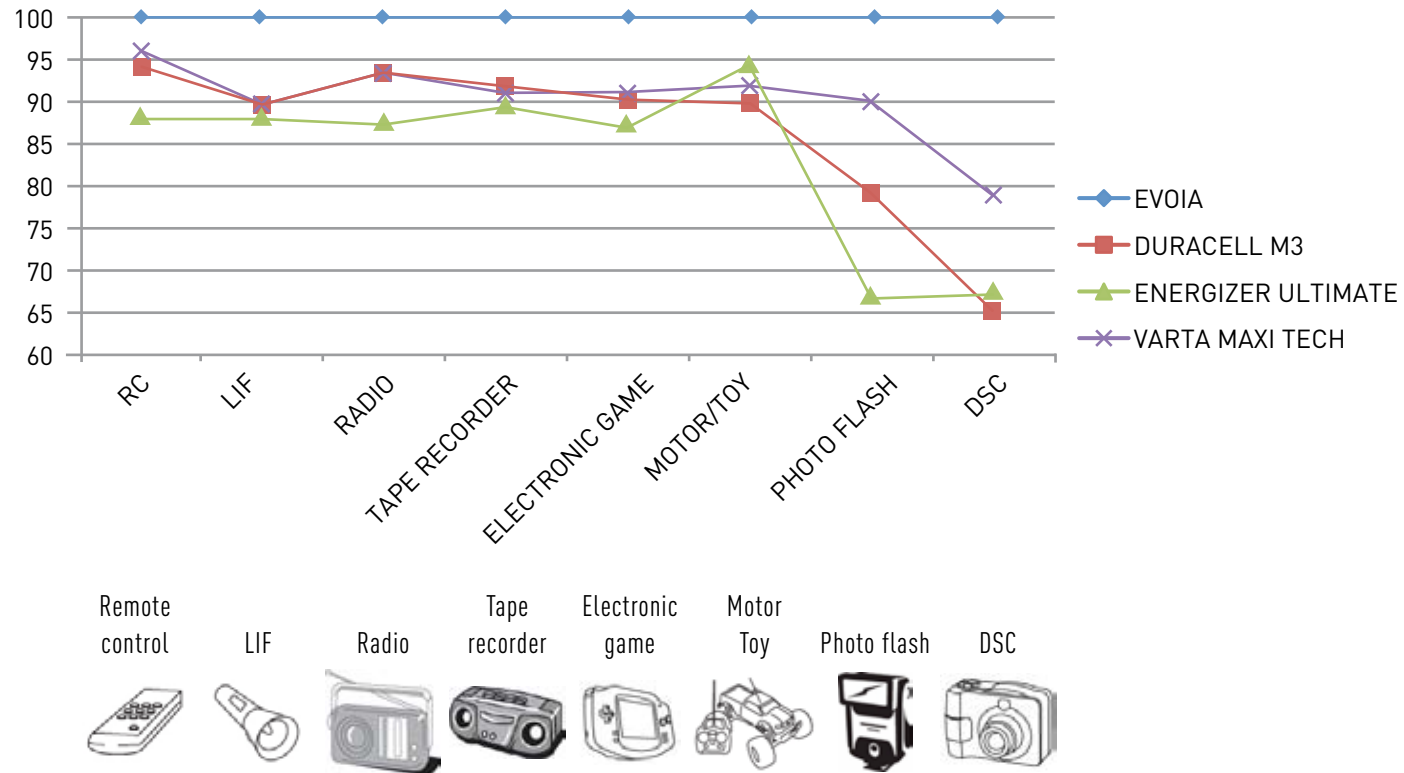 100
95
90
85
80
75
70
65
60
RC
LIF
RADIO
TAPE RECORDER
ELECTRONIC GAME
MOTOR/TOY
PHOTO FLASH
DSC
EVOIA
DURACELL M3
ENERGIZER ULTIMATE
VARTA MAXI TECH
Remote
control
LIF
Radio
Tape
recorder
Electronic
game
Motor
Toy
Photo flash
DSC